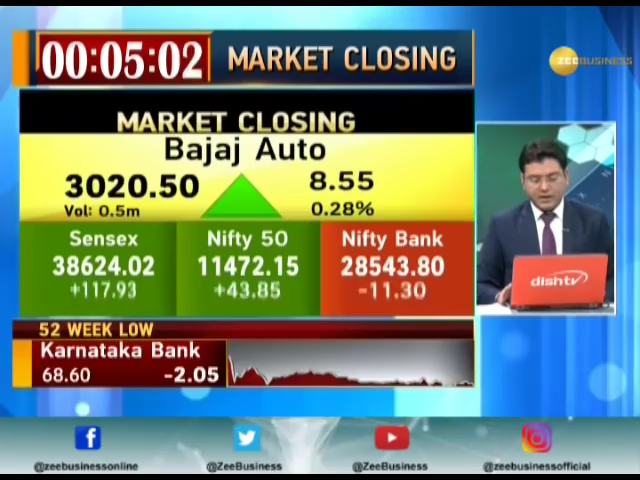 00:05:02 MARKET CLOSING
ZEEBUSINESS
MARKET CLOSING
Bajaj Auto
3020.50 8.55
Vol: 0.5m 0.28%
Sensex Nifty 50 Nifty Bank
38624.02 11472.15 28543.80
+117.93 +43.85 -11.30
dishtv
52 WEEK LOW
Karnataka Bank
68.60 -2.05
@zeebusinessonline @ZeeBusiness @ZeeBusiness @zeebusinessofficial